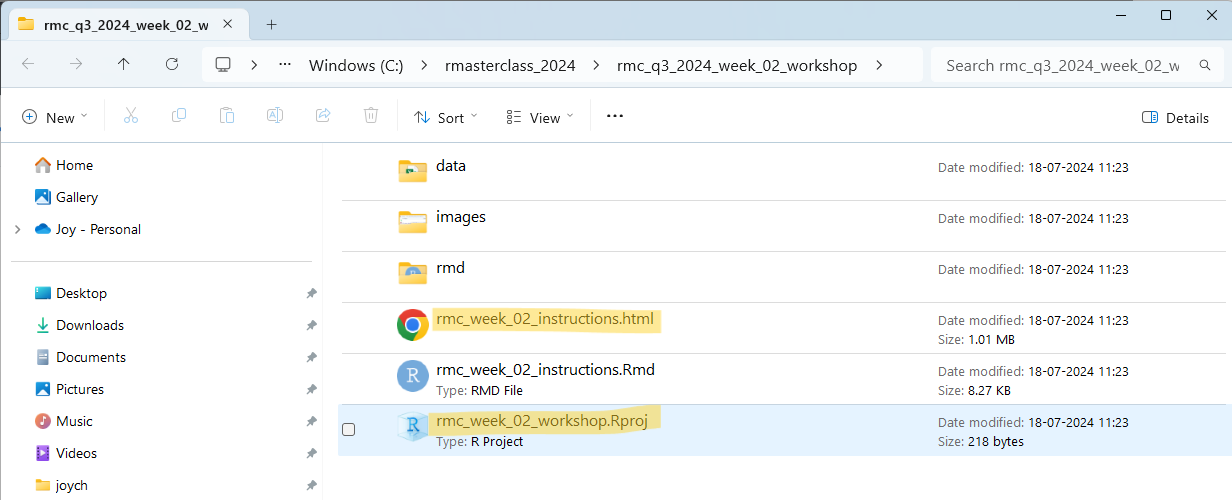 rmc_q3_2024_week_02_w
Windows (C:) rmasterclass_2024 rmc_q3_2024_week_02_workshop Search rmc_q3_2024_week_02_w
New Sort View Details
Home
Gallery
Joy - Personal
Desktop
Downloads
Documents
Pictures
Music
Videos
joych
data Date modified: 18-07-2024 11:23
images Date modified: 18-07-2024 11:23
rmd Date modified: 18-07-2024 11:23
rmc_week_02_instructions.html Date modified: 18-07-2024 11:23
Size: 1.01 MB
rmc_week_02_instructions.Rmd Date modified: 18-07-2024 11:23
Type: RMD File Size: 8.27 KB
rmc_week_02_workshop.Rproj Date modified: 18-07-2024 11:23
Type: R Project Size: 218 bytes